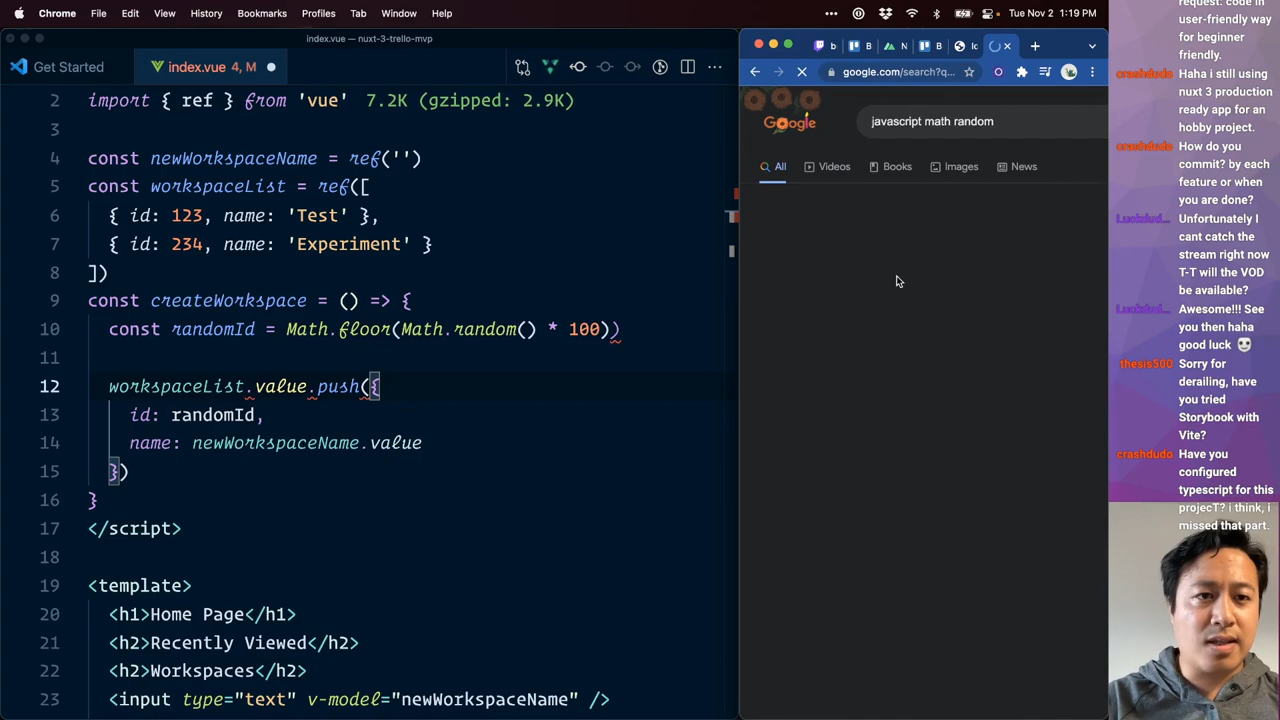 Chrome File Edit View History Bookmarks Profiles Tab Window Help
Tue Nov 2 1:19 PM
index.vue — nuxt-3-trello-mvp
Get Started
index.vue 4, M
2 import { ref } from 'vue' 7.2K (gzipped: 2.9K)
3
4 const newWorkspaceName = ref('')
5 const workspaceList = ref([
6 { id: 123, name: 'Test' },
7 { id: 234, name: 'Experiment' }
8 ])
9 const createWorkspace = () => {
10 const randomId = Math.floor(Math.random() * 100))
11
12 workspaceList.value.push({
13 id: randomId,
14 name: newWorkspaceName.value
15 })
16 }
17 </script>
18
19 <template>
20 <h1>Home Page</h1>
21 <h2>Recently Viewed</h2>
22 <h2>Workspaces</h2>
23 <input type="text" v-model="newWorkspaceName" />
b
B
N
B
lc
google.com/search?q...
Google
javascript math random
All Videos Books Images News
request: code in
user-friendly way
for beginner
friendly.
crashdudo Haha i still using
nuxt 3 production
ready app for an
hobby project.
crashdudo How do you
commit? by each
feature or when
you are done?
Unfortunately I
cant catch the
stream right now
T-T will the VOD
be available?
Awesome!!! See
you then haha
good luck
thesis500 Sorry for
derailing, have
you tried
Storybook with
Vite?
crashdudo Have you
configured
typescript for this
projecT? i think, i
missed that part.